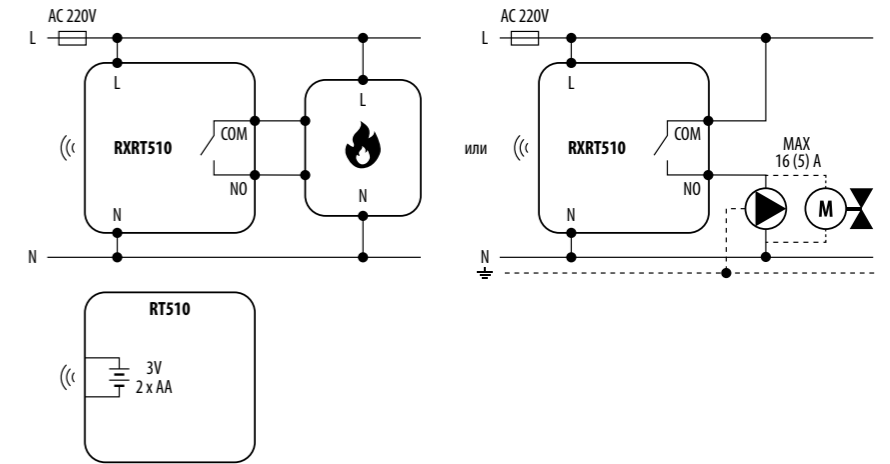 AC 220V
L
L
RXRT510
COM
NO
N
L
N
N
или
AC 220V
L
L
RXRT510
COM
NO
N
MAX
16 (5) A
M
N
RT510
3V
2 x AA